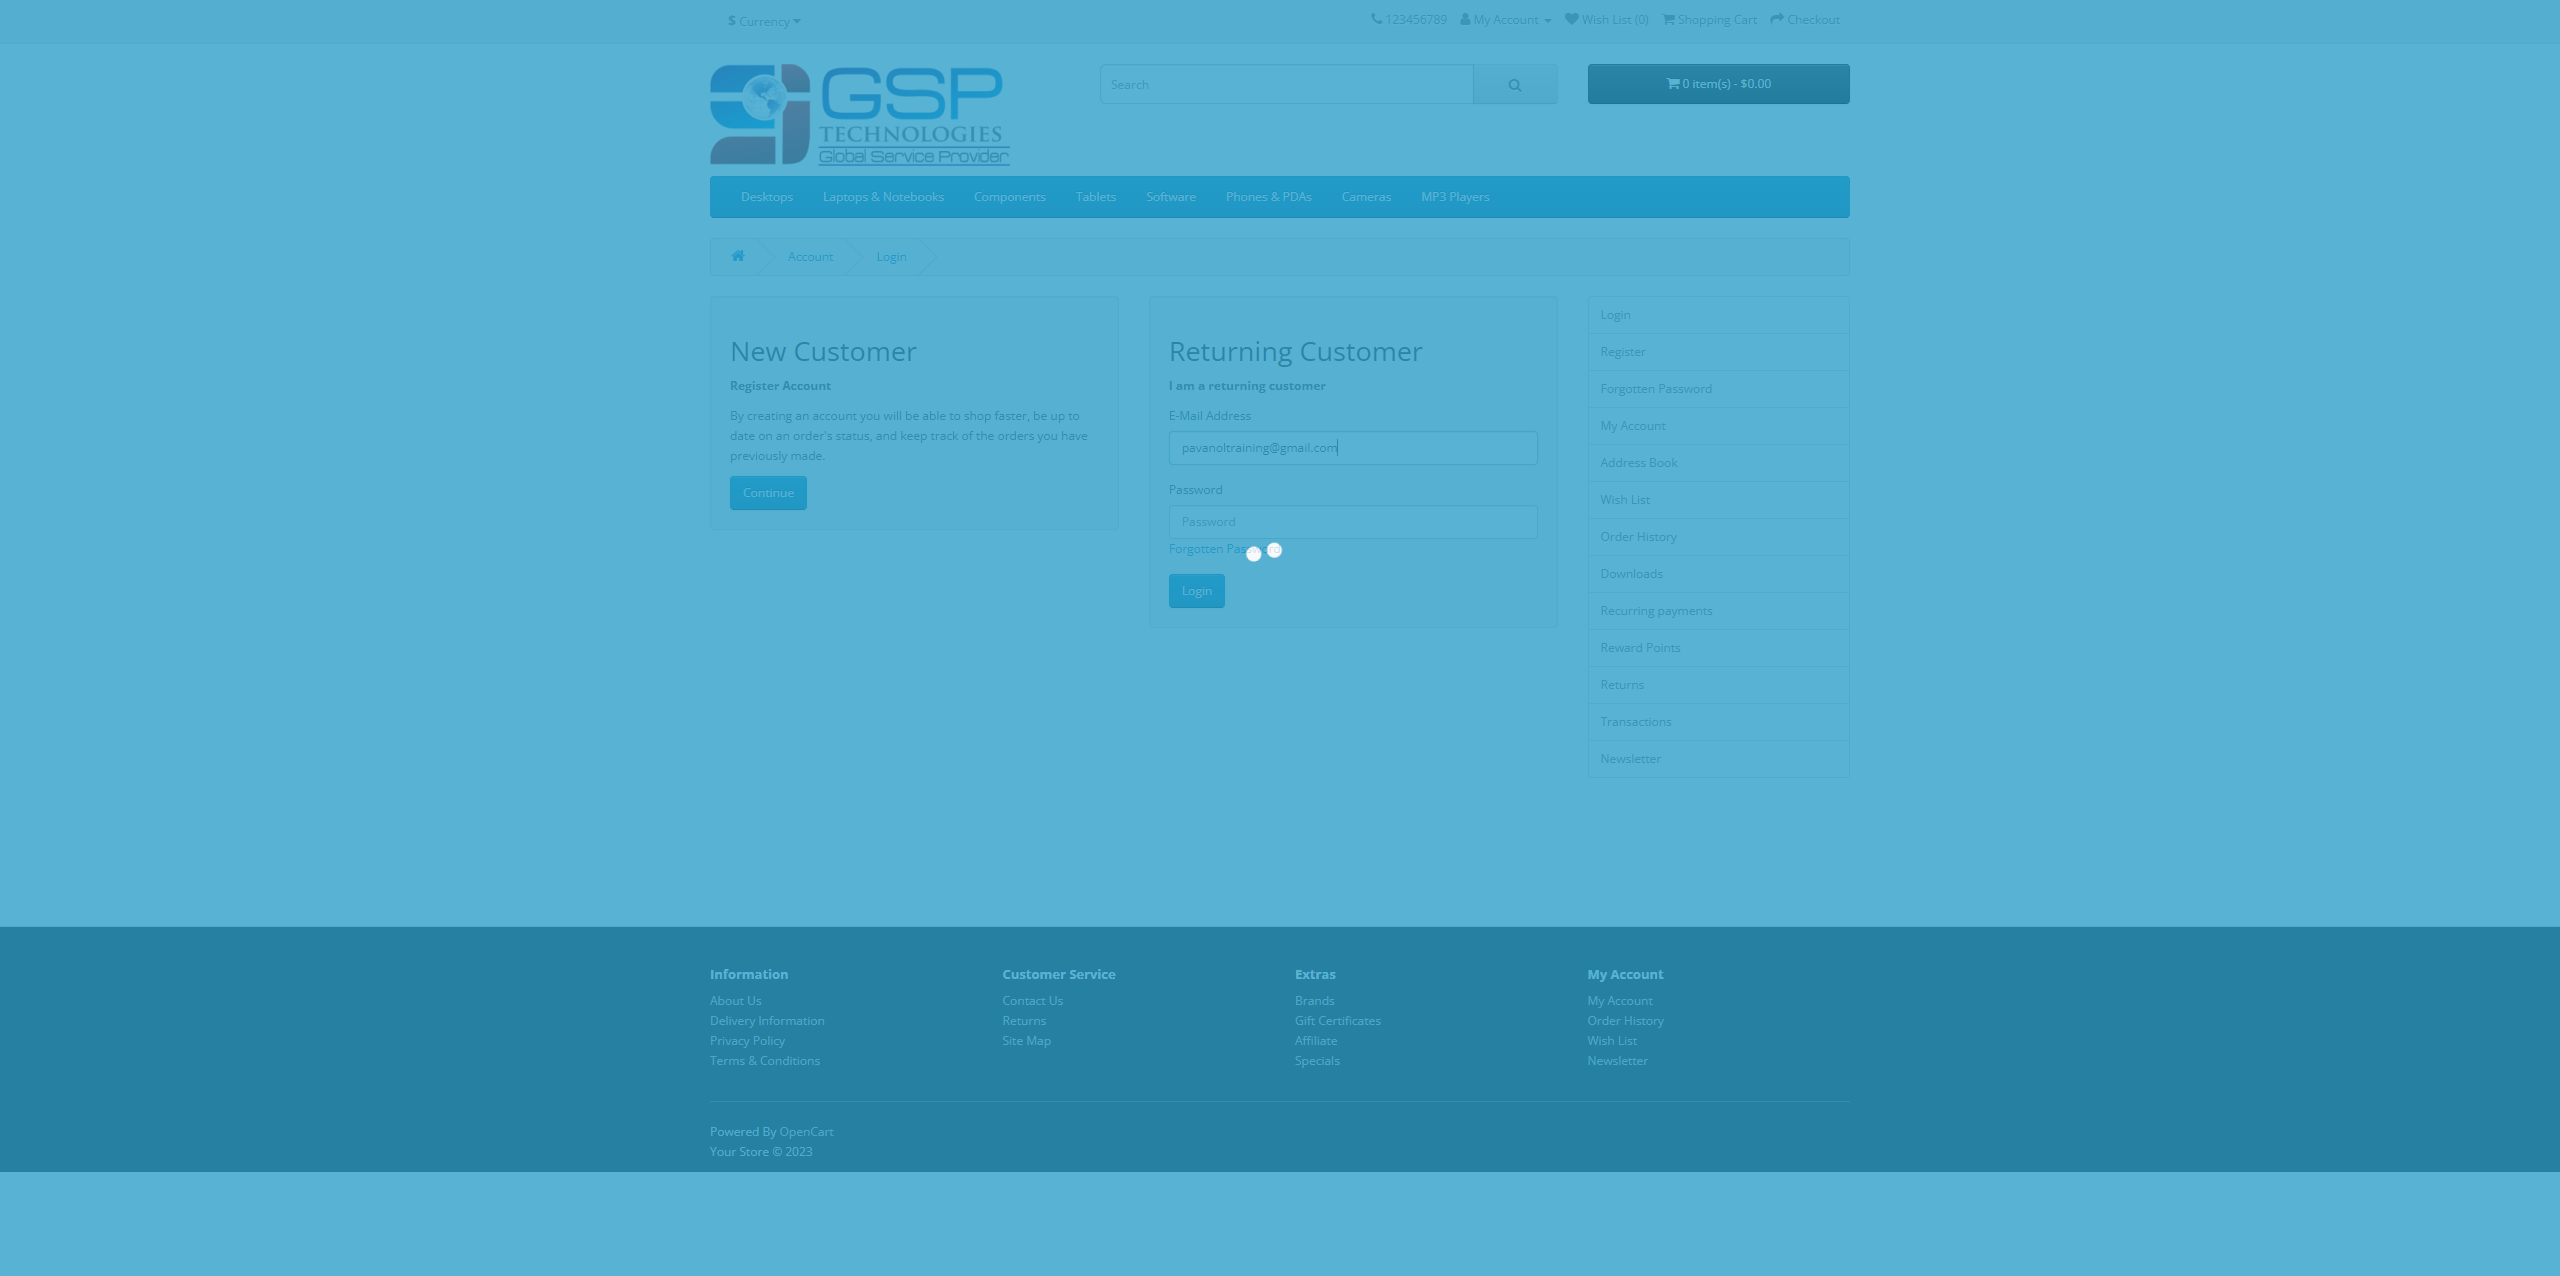 $ Currency
123456789 My Account Wish List (0) Shopping Cart Checkout
GSP
TECHNOLOGIES
Global Service Provider
Search
0 item(s) - $0.00
Desktops Laptops & Notebooks Components Tablets Software Phones & PDAs Cameras MP3 Players
Account Login
New Customer
Register Account
By creating an account you will be able to shop faster, be up to
date on an order's status, and keep track of the orders you have
previously made.
Continue
Returning Customer
I am a returning customer
E-Mail Address
pavanoltraining@gmail.com
Password
Password
Forgotten Password
Login
Login
Register
Forgotten Password
My Account
Address Book
Wish List
Order History
Downloads
Recurring payments
Reward Points
Returns
Transactions
Newsletter
Information
About Us
Delivery Information
Privacy Policy
Terms & Conditions
Customer Service
Contact Us
Returns
Site Map
Extras
Brands
Gift Certificates
Affiliate
Specials
My Account
My Account
Order History
Wish List
Newsletter
Powered By OpenCart
Your Store © 2023